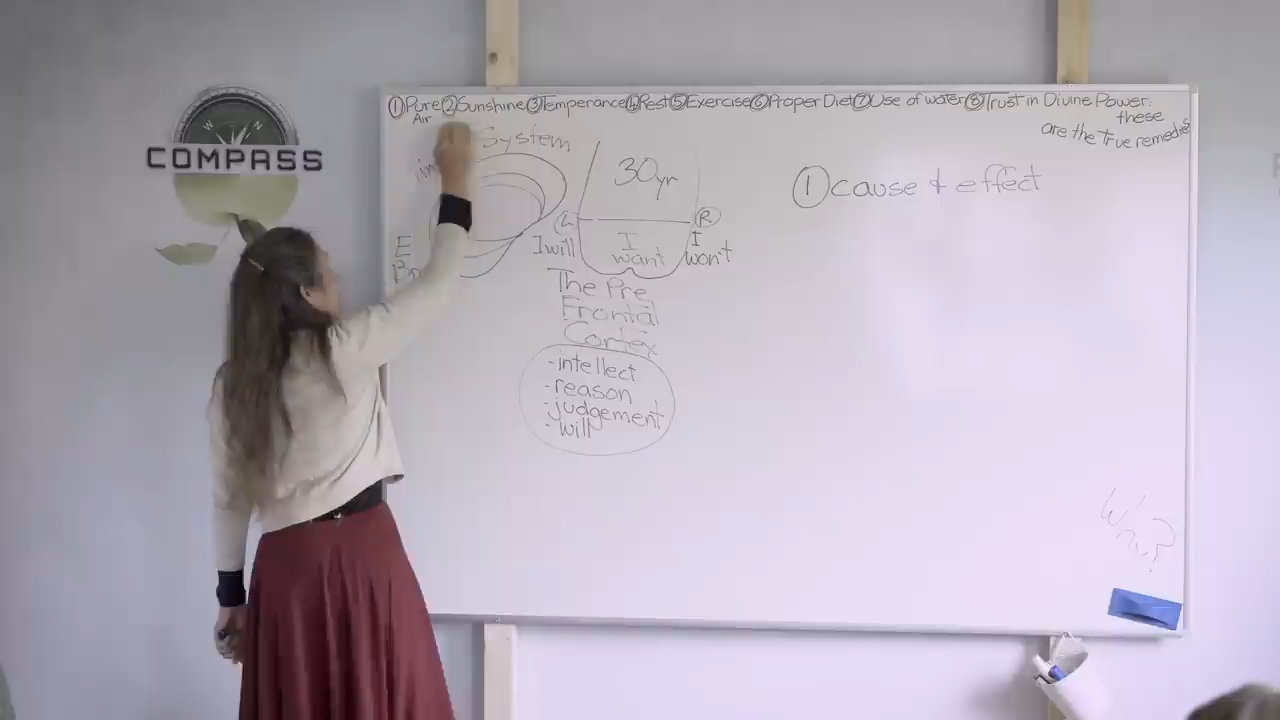 W N
COMPASS
①Pure ②Sunshine ③Temperance ④Rest ⑤Exercise ⑥Proper Diet ⑦Use of water ⑧Trust in Divine Power.
Air
these
are the True remedies
System
30yr
L R
I will I want I won't
E
The Pre
Frontal
Cortex
-intellect
-reason
-judgement
-will
① cause & effect
Why?